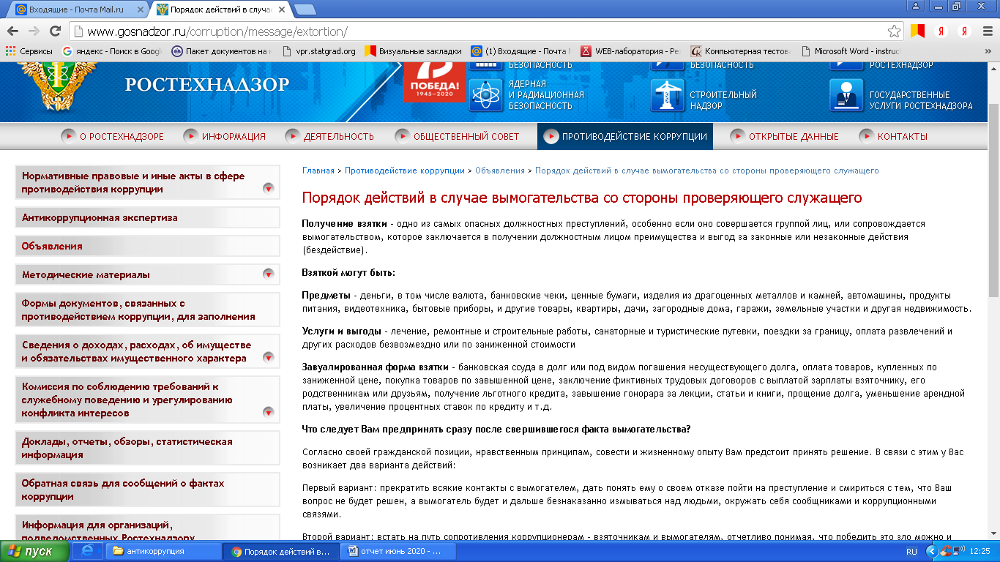 Входящие - Почта Mail.ru
Порядок действий в случа
www.gosnadzor.ru/corruption/message/extortion/
Сервисы
яндекс - Поиск в Goog
Пакет документов на
vpr.statgrad.org
Визуальные закладки
(1) Входящие - Почта
WEB-лаборатория - Ре
Компьютерная тестова
Microsoft Word - instruc
»
РОСТЕХНАДЗОР
ПОБЕДА!
1945–2020
БЕЗОПАСНОСТЬ
ЯДЕРНАЯ
И РАДИАЦИОННАЯ
БЕЗОПАСНОСТЬ
БЕЗОПАСНОСТЬ
СТРОИТЕЛЬНЫЙ
НАДЗОР
РОСТЕХНАДЗОР
ГОСУДАРСТВЕННЫЕ
УСЛУГИ РОСТЕХНАДЗОРА
О РОСТЕХНАДЗОРЕ
ИНФОРМАЦИЯ
ДЕЯТЕЛЬНОСТЬ
ОБЩЕСТВЕННЫЙ СОВЕТ
ПРОТИВОДЕЙСТВИЕ КОРРУПЦИИ
ОТКРЫТЫЕ ДАННЫЕ
КОНТАКТЫ
Нормативные правовые и иные акты в сфере
противодействия коррупции
Антикоррупционная экспертиза
Объявления
Методические материалы
Формы документов, связанных с
противодействием коррупции, для заполнения
Сведения о доходах, расходах, об имуществе
и обязательствах имущественного характера
Комиссия по соблюдению требований к
служебному поведению и урегулированию
конфликта интересов
Доклады, отчеты, обзоры, статистическая
информация
Обратная связь для сообщений о фактах
коррупции
Информация для организаций,
подведомственных Ростехнадзору
Главная > Противодействие коррупции > Объявления > Порядок действий в случае вымогательства со стороны проверяющего служащего
Порядок действий в случае вымогательства со стороны проверяющего служащего
Получение взятки - одно из самых опасных должностных преступлений, особенно если оно совершается группой лиц, или сопровождается
вымогательством, которое заключается в получении должностным лицом преимущества и выгод за законные или незаконные действия
(бездействие).
Взяткой могут быть:
Предметы - деньги, в том числе валюта, банковские чеки, ценные бумаги, изделия из драгоценных металлов и камней, автомашины, продукты
питания, видеотехника, бытовые приборы, и другие товары, квартиры, дачи, загородные дома, гаражи, земельные участки и другая недвижимость.
Услуги и выгоды - лечение, ремонтные и строительные работы, санаторные и туристические путевки, поездки за границу, оплата развлечений и
других расходов безвозмездно или по заниженной стоимости
Завуалированная форма взятки - банковская ссуда в долг или под видом погашения несуществующего долга, оплата товаров, купленных по
заниженной цене, покупка товаров по завышенной цене, заключение фиктивных трудовых договоров с выплатой зарплаты взяточнику, его
родственникам или друзьям, получение льготного кредита, завышение гонорара за лекции, статьи и книги, прощение долга, уменьшение арендной
платы, увеличение процентных ставок по кредиту и т.д.
Что следует Вам предпринять сразу после свершившегося факта вымогательства?
Согласно своей гражданской позиции, нравственным принципам, совести и жизненному опыту Вам предстоит принять решение. В связи с этим у Вас
возникает два варианта действий:
Первый вариант: прекратить всякие контакты с вымогателем, дать понять ему о своем отказе пойти на преступление и смириться с тем, что Ваш
вопрос не будет решен, а вымогатель будет и дальше безнаказанно измываться над людьми, окружать себя сообщниками и коррупционными
связями.
Второй вариант: встать на путь сопротивления коррупционерам - взяточникам и вымогателям, отчетливо понимая, что победить это зло можно и
пуск
антикоррупция
Порядок действий в...
отчет июнь 2020 - ...
RU
12:25